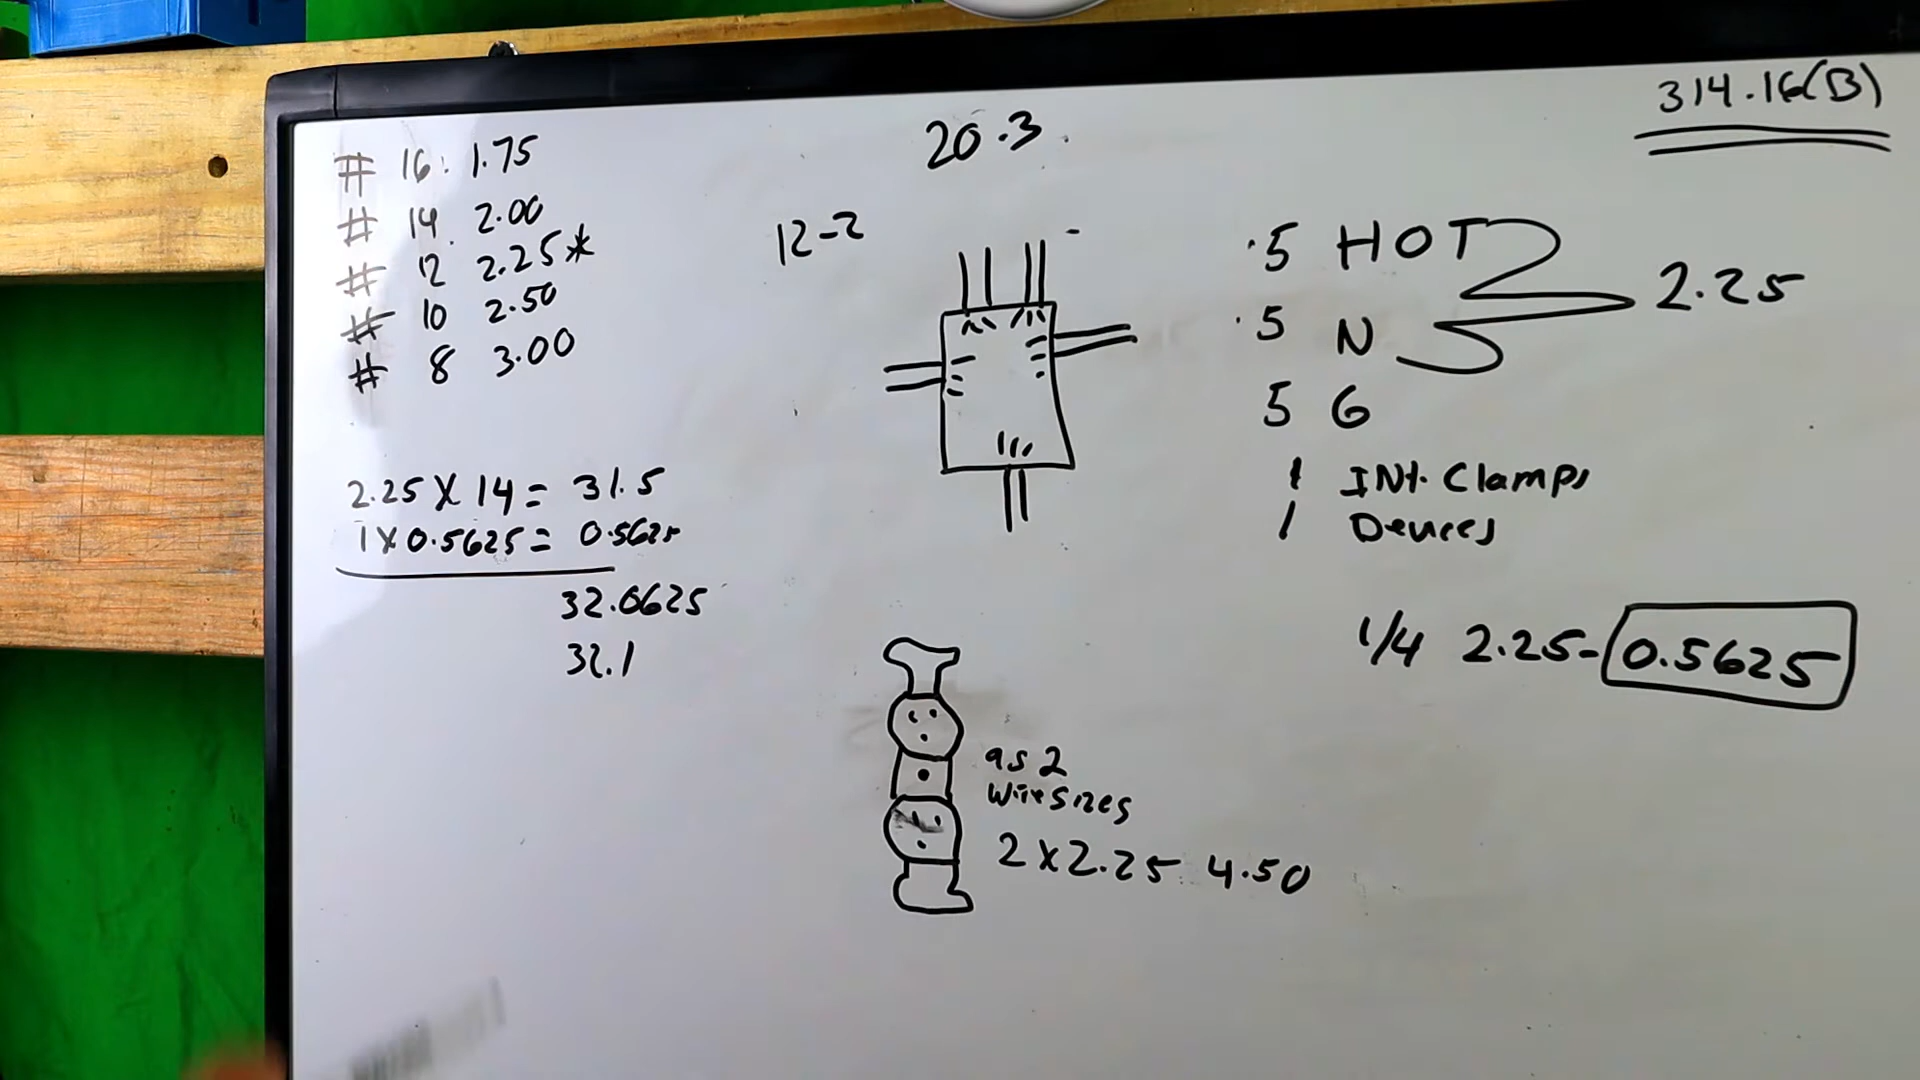 314.16(B)
20.3
# 16: 1.75
# 14 2.00
# 12 2.25*
# 10 2.50
# 8 3.00
12-2
.5 HOT
.5 N
2.25
5 G
1 INt. Clamps
1 Devices
2.25 X 14 = 31.5
1 X 0.5625 = 0.5625
32.0625
32.1
1/4 2.25=0.5625
as 2
Wire Sizes
2 X 2.25 4.50